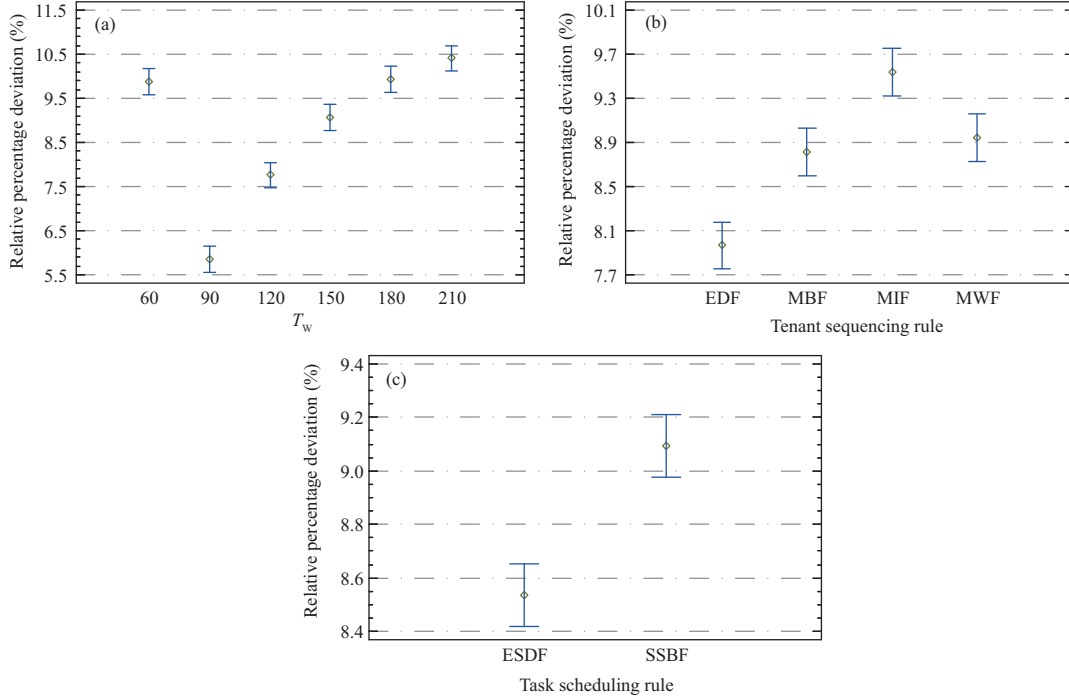 (a)
Relative percentage deviation (%)
11.5
10.5
9.5
8.5
7.5
6.5
5.5
60 90 120 150 180 210
T_W
(b)
Relative percentage deviation (%)
10.1
9.7
9.3
8.9
8.5
8.1
7.7
EDF MBF MIF MWF
Tenant sequencing rule
(c)
Relative percentage deviation (%)
9.4
9.2
9.0
8.8
8.6
8.4
ESDF SSBF
Task scheduling rule